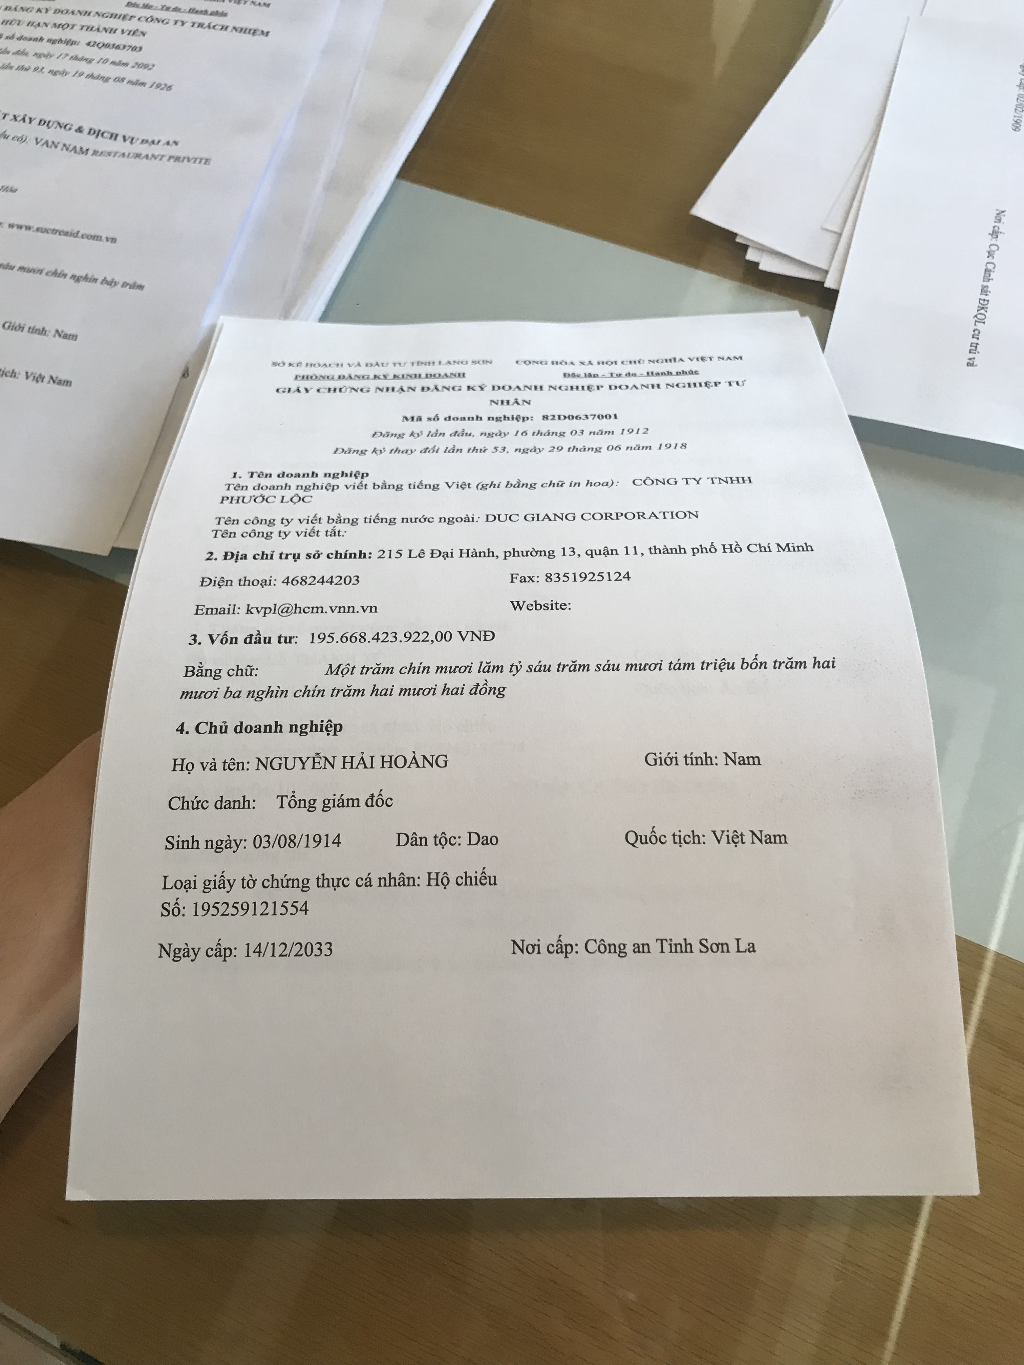 Độc lập - Tự do - Hạnh phúc
ĐĂNG KÝ DOANH NGHIỆP CÔNG TY TRÁCH NHIỆM
HỮU HẠN MỘT THÀNH VIÊN
số doanh nghiệp: 42Q0363703
đầu, ngày 17 tháng 10 năm 2092
lần thứ 93, ngày 19 tháng 08 năm 1926
XÂY DỰNG & DỊCH VỤ ĐẠI AN
có): VAN NAM RESTAURANT PRIVITE
Hóa
www.suctreaid.com.vn
sáu mươi chín nghìn bảy trăm
Giới tính: Nam
tịch: Việt Nam
cấp: 02/02/1909
Nơi cấp: Cục Cảnh sát ĐKQL cư trú và
SỞ KẾ HOẠCH VÀ ĐẦU TƯ TỈNH LẠNG SƠN CỘNG HÒA XÃ HỘI CHỦ NGHĨA VIỆT NAM
PHÒNG ĐĂNG KÝ KINH DOANH Độc lập - Tự do - Hạnh phúc
GIẤY CHỨNG NHẬN ĐĂNG KÝ DOANH NGHIỆP DOANH NGHIỆP TƯ
NHÂN
Mã số doanh nghiệp: 82D0637001
Đăng ký lần đầu, ngày 16 tháng 03 năm 1912
Đăng ký thay đổi lần thứ 53, ngày 29 tháng 06 năm 1918
1. Tên doanh nghiệp
Tên doanh nghiệp viết bằng tiếng Việt (ghi bằng chữ in hoa): CÔNG TY TNHH
PHƯỚC LỘC
Tên công ty viết bằng tiếng nước ngoài: DUC GIANG CORPORATION
Tên công ty viết tắt:
2. Địa chỉ trụ sở chính: 215 Lê Đại Hành, phường 13, quận 11, thành phố Hồ Chí Minh
Điện thoại: 468244203 Fax: 8351925124
Email: kvpl@hcm.vnn.vn Website:
3. Vốn đầu tư: 195.668.423.922,00 VNĐ
Bằng chữ: Một trăm chín mươi lăm tỷ sáu trăm sáu mươi tám triệu bốn trăm hai
mươi ba nghìn chín trăm hai mươi hai đồng
4. Chủ doanh nghiệp
Họ và tên: NGUYỄN HẢI HOÀNG Giới tính: Nam
Chức danh: Tổng giám đốc
Sinh ngày: 03/08/1914 Dân tộc: Dao Quốc tịch: Việt Nam
Loại giấy tờ chứng thực cá nhân: Hộ chiếu
Số: 195259121554
Ngày cấp: 14/12/2033 Nơi cấp: Công an Tỉnh Sơn La